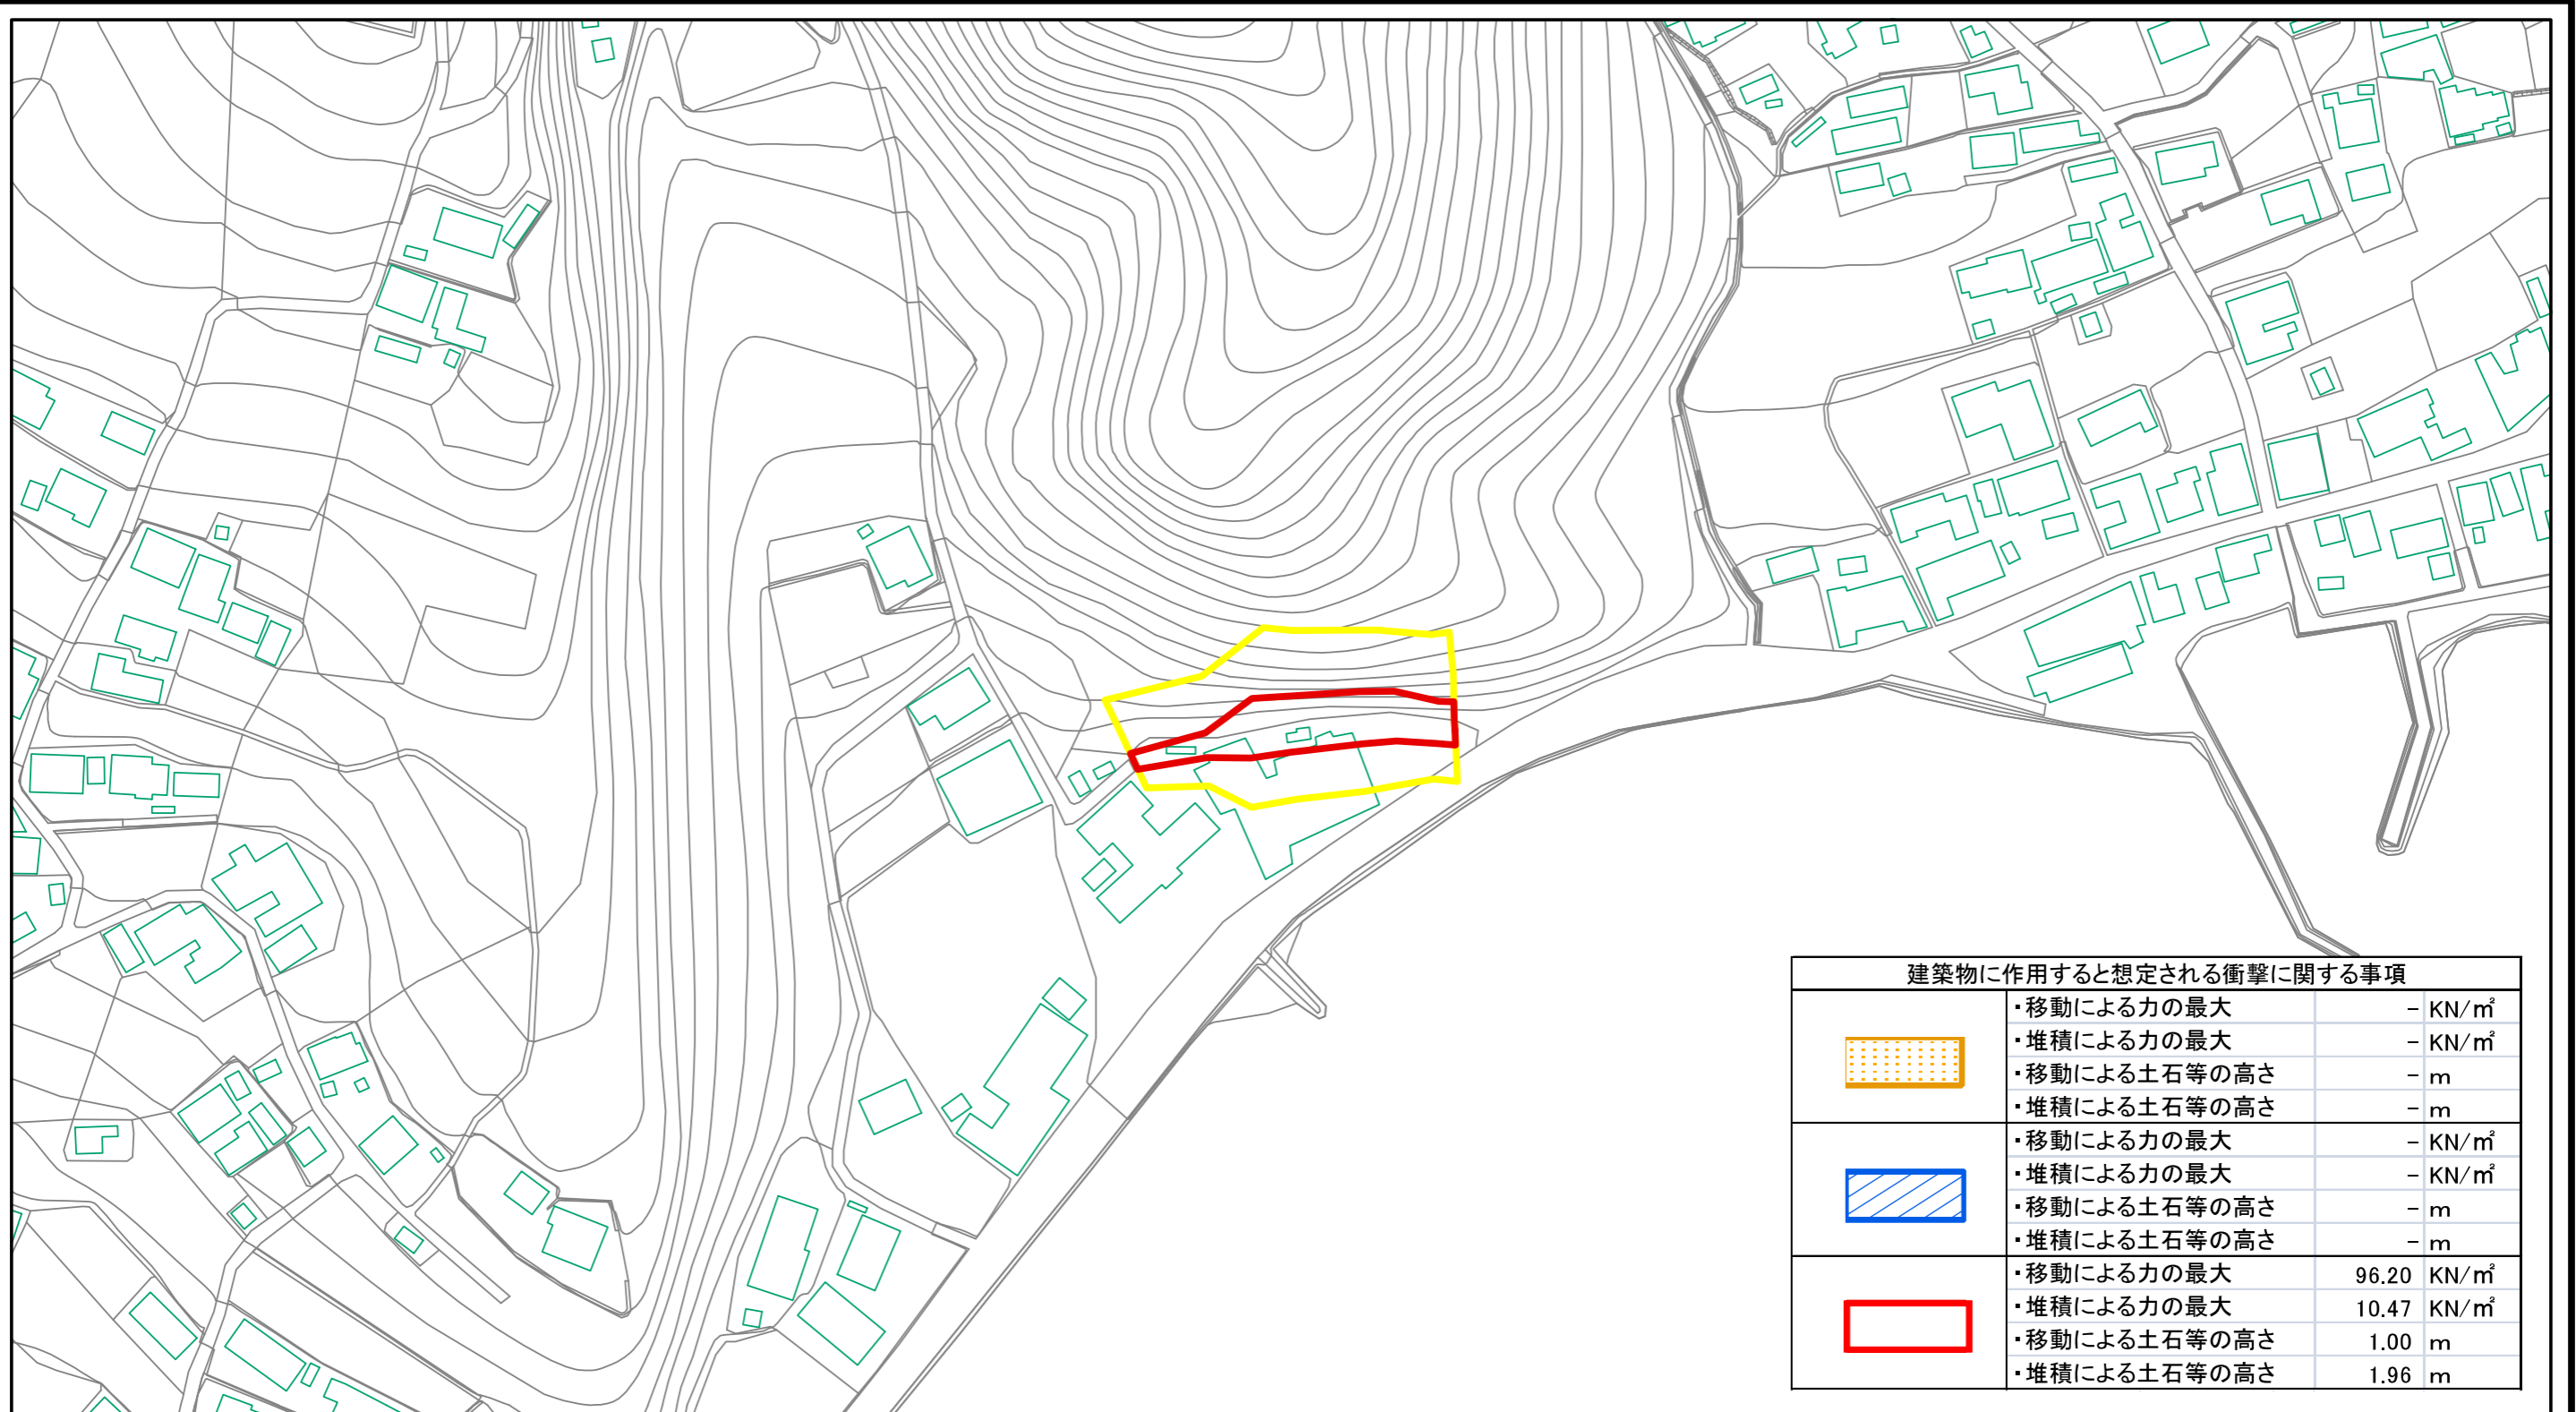 建築物に作用すると想定される衝撃に関する事項
・移動による力の最大 － KN/㎡
・堆積による力の最大 － KN/㎡
・移動による土石等の高さ － m
・堆積による土石等の高さ － m
・移動による力の最大 － KN/㎡
・堆積による力の最大 － KN/㎡
・移動による土石等の高さ － m
・堆積による土石等の高さ － m
・移動による力の最大 96.20 KN/㎡
・堆積による力の最大 10.47 KN/㎡
・移動による土石等の高さ 1.00 m
・堆積による土石等の高さ 1.96 m